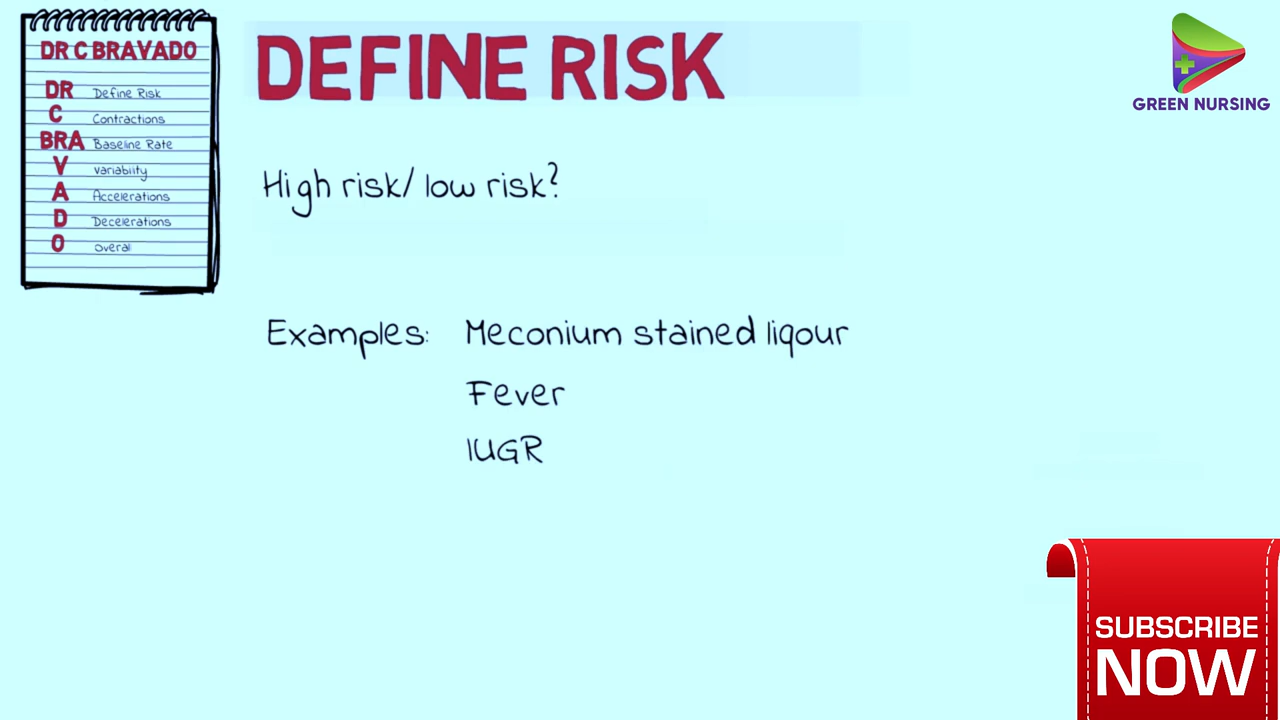 DR C BRAVADO
DR Define Risk
C Contractions
BRA Baseline Rate
V Variability
A Accelerations
D Decelerations
O Overall
DEFINE RISK
High risk/ low risk?
Examples: Meconium stained liqour
Fever
IUGR
GREEN NURSING
SUBSCRIBE
NOW